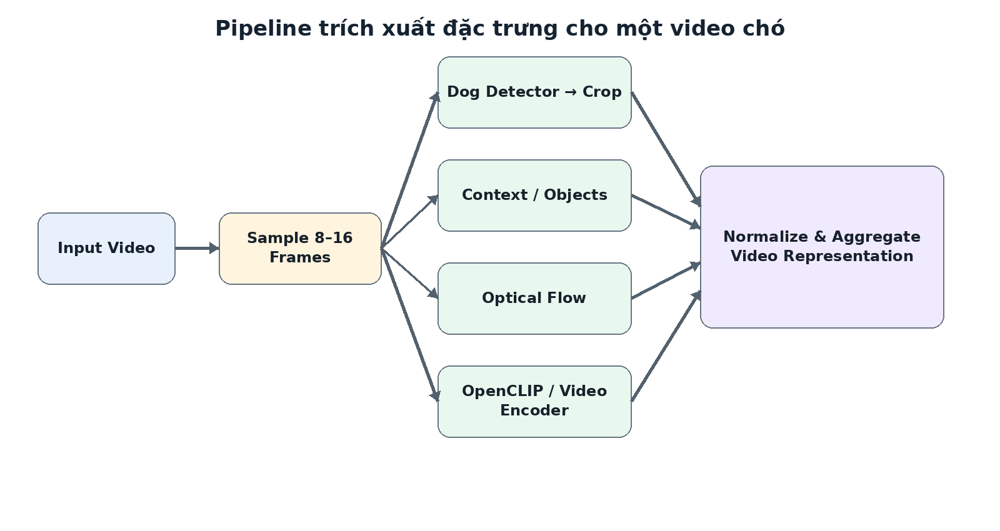 Pipeline trích xuất đặc trưng cho một video chó
Input Video
Sample 8–16
Frames
Dog Detector → Crop
Context / Objects
Optical Flow
OpenCLIP / Video
Encoder
Normalize & Aggregate
Video Representation